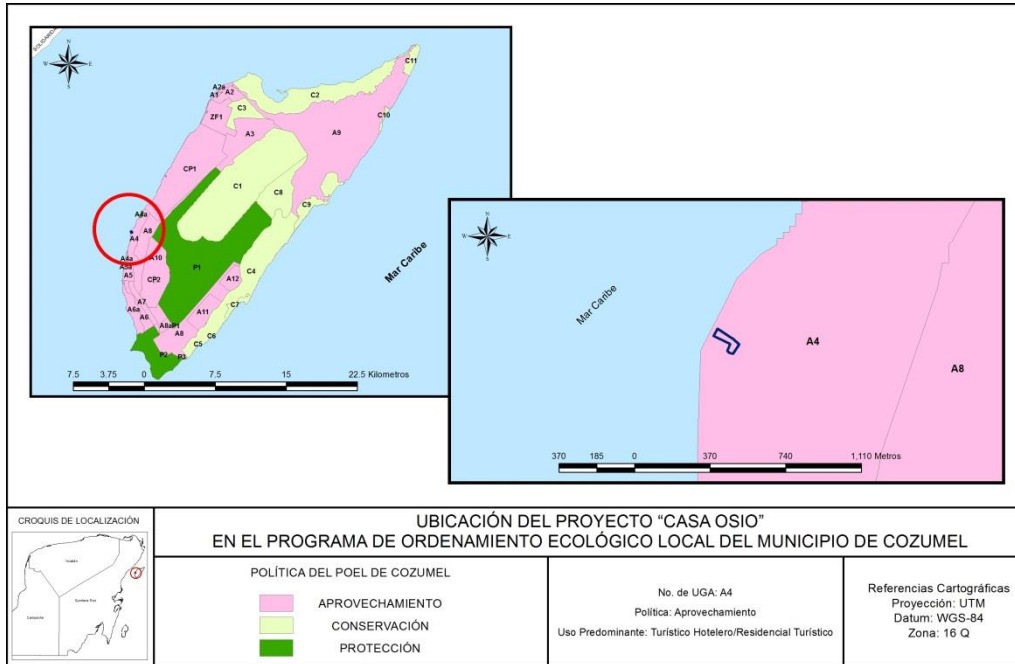 SOLIDARIDAD
N
W
E
S
C11
A2a
A2
A1
C2
C3
ZF1
C10
A3
A9
CP1
C1
C8
C9
A4a
A8
A4
A10
A4a
A5a
A5
P1
C4
CP2
A12
Mar Caribe
A7
C7
A6a
A11
A6
A8
C6
C5
P2
P3
7.5 3.75 0 7.5 15 22.5 Kilometros
N
W
E
S
Mar Caribe
A4
A8
370 185 0 370 740 1,110 Metros
CROQUIS DE LOCALIZACIÓN
Yucatán
Quintana Roo
Campeche
UBICACIÓN DEL PROYECTO "CASA OSIO"
EN EL PROGRAMA DE ORDENAMIENTO ECOLÓGICO LOCAL DEL MUNICIPIO DE COZUMEL
POLÍTICA DEL POEL DE COZUMEL
APROVECHAMIENTO
CONSERVACIÓN
PROTECCIÓN
No. de UGA: A4
Política: Aprovechamiento
Uso Predominante: Turístico Hotelero/Residencial Turístico
Referencias Cartográficas
Proyección: UTM
Datum: WGS-84
Zona: 16 Q